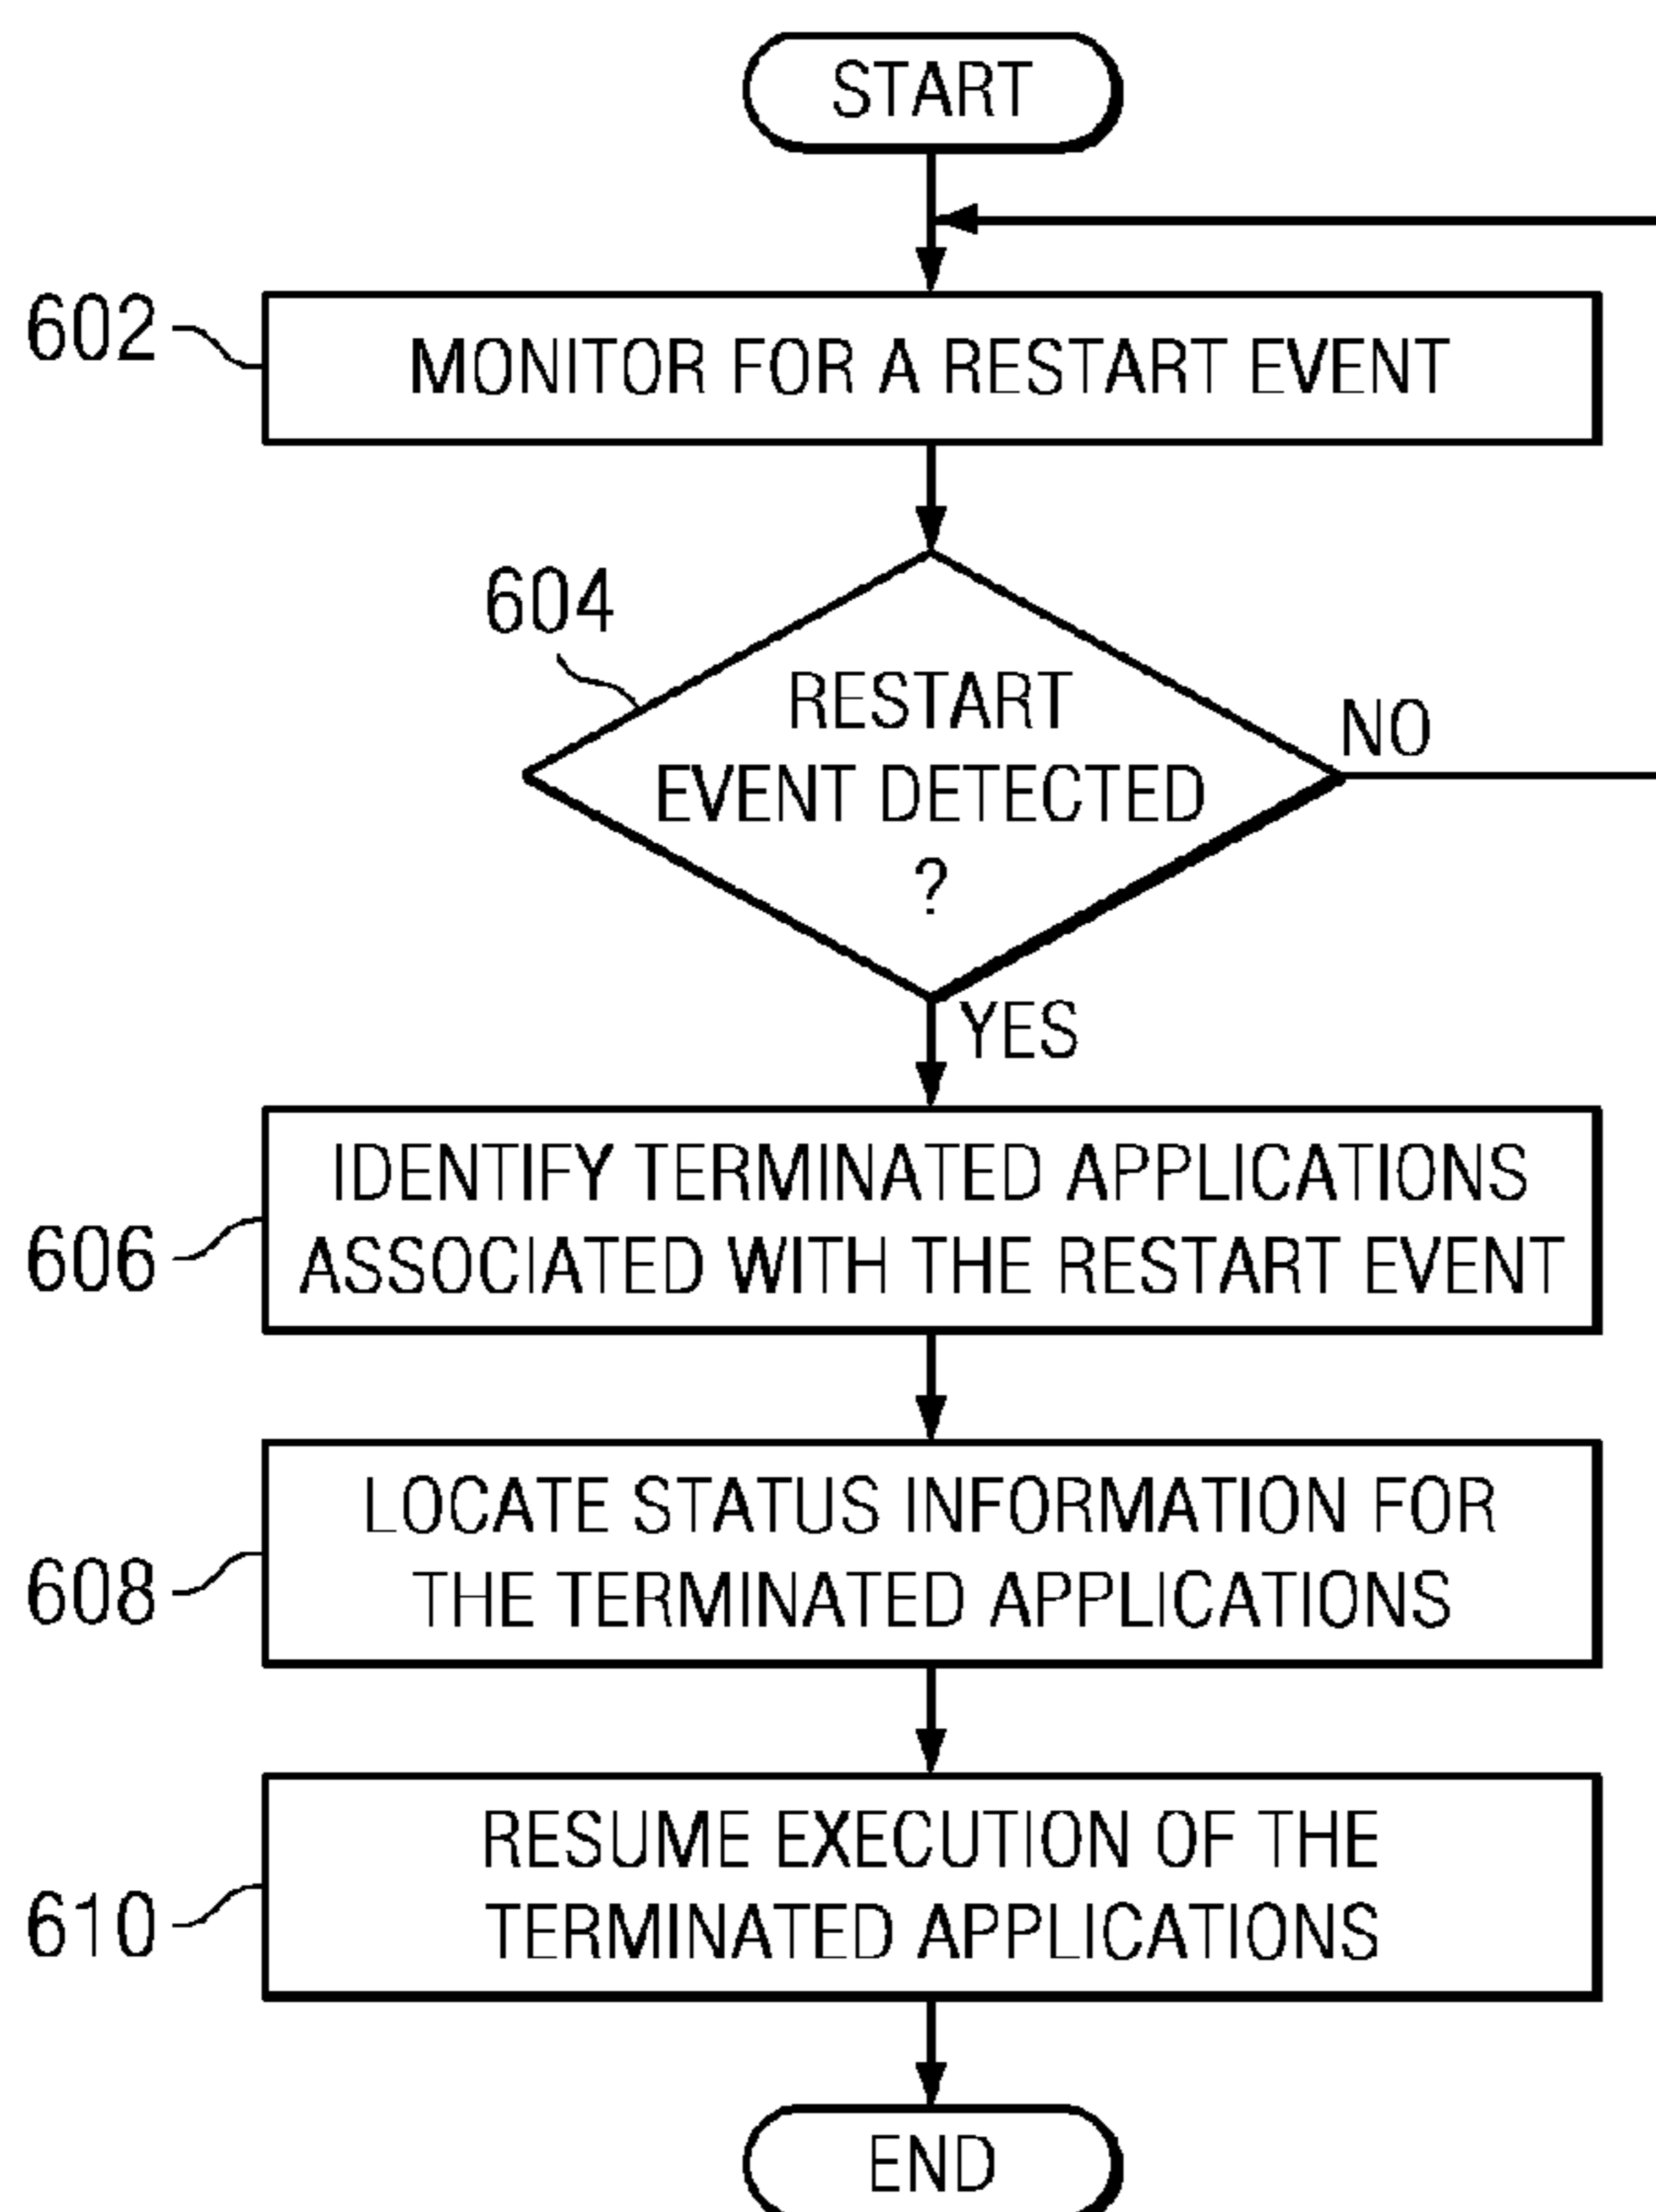 START
602
MONITOR FOR A RESTART EVENT
604
RESTART
EVENT DETECTED
?
NO
YES
606
IDENTIFY TERMINATED APPLICATIONS
ASSOCIATED WITH THE RESTART EVENT
608
LOCATE STATUS INFORMATION FOR
THE TERMINATED APPLICATIONS
610
RESUME EXECUTION OF THE
TERMINATED APPLICATIONS
END